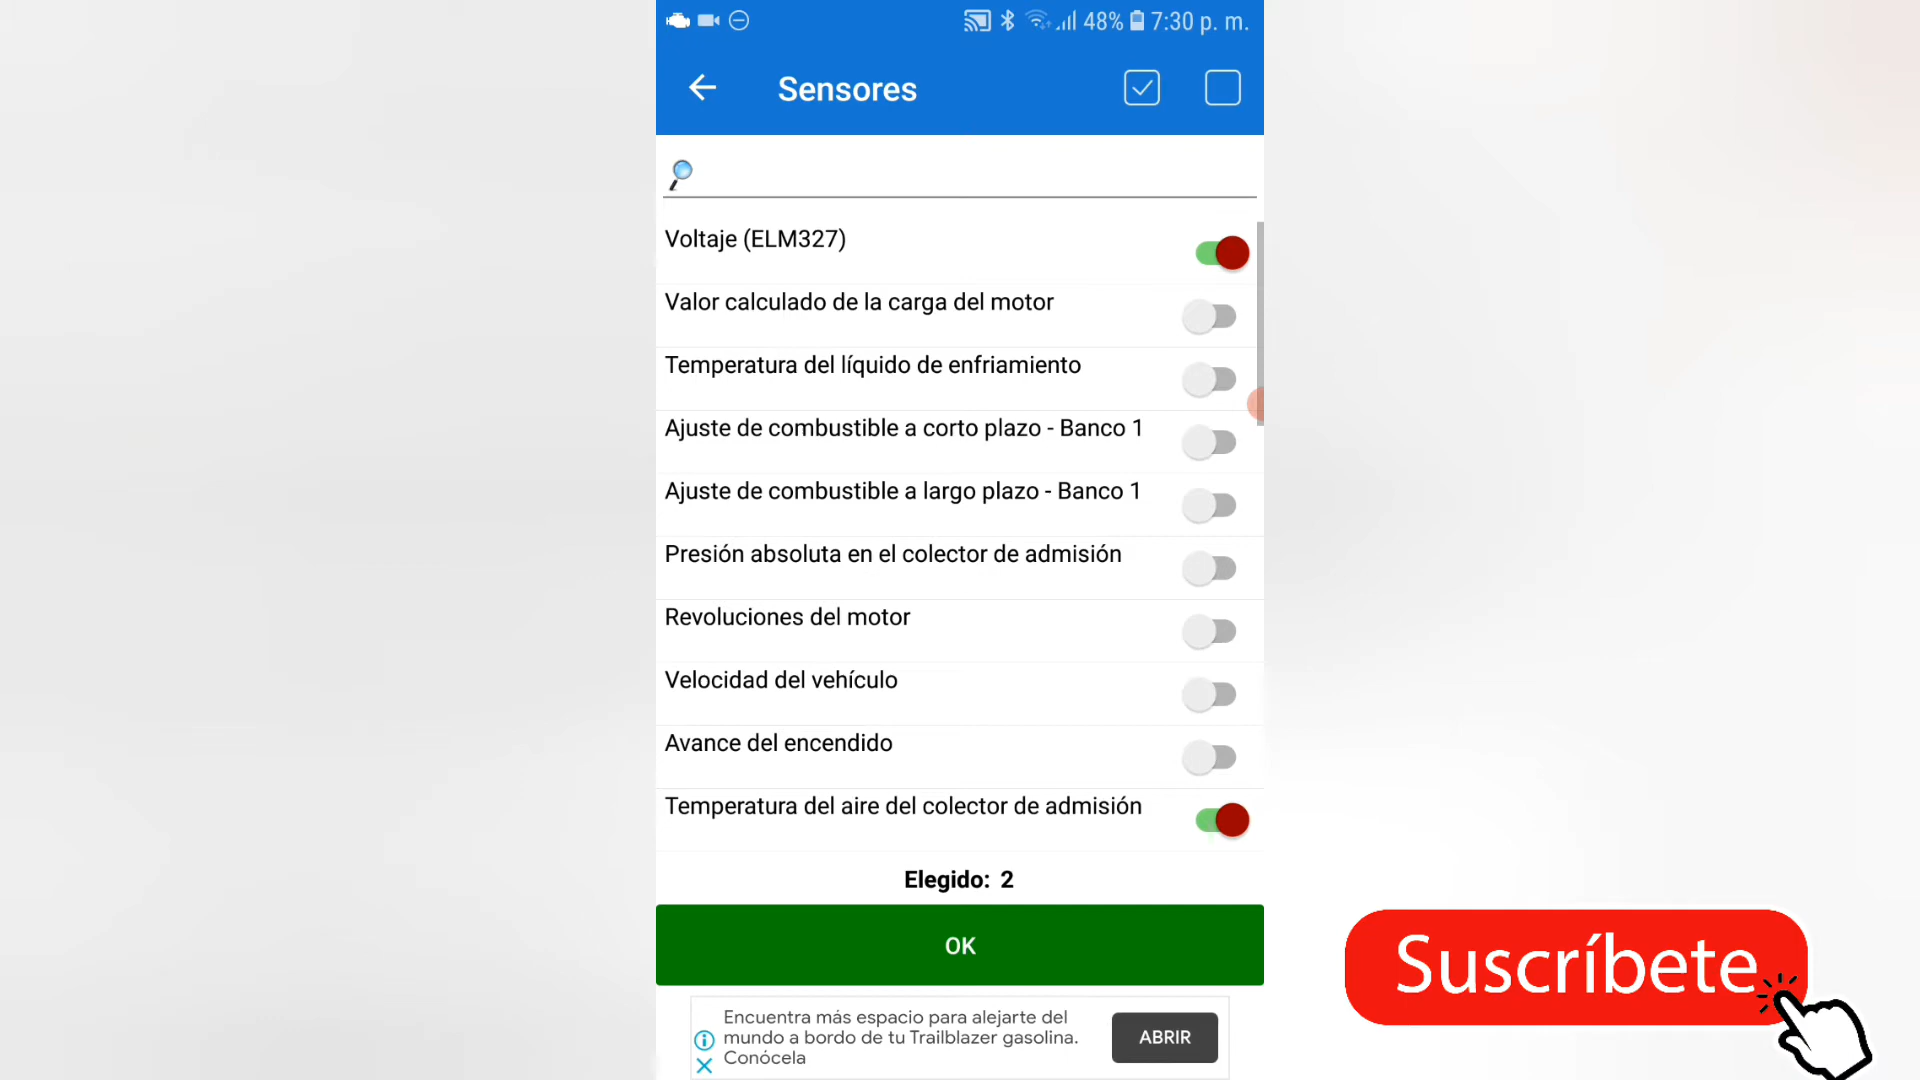 48% 7:30 p. m.
Sensores
Voltaje (ELM327)
Valor calculado de la carga del motor
Temperatura del líquido de enfriamiento
Ajuste de combustible a corto plazo - Banco 1
Ajuste de combustible a largo plazo - Banco 1
Presión absoluta en el colector de admisión
Revoluciones del motor
Velocidad del vehículo
Avance del encendido
Temperatura del aire del colector de admisión
Elegido: 2
OK
Encuentra más espacio para alejarte del
mundo a bordo de tu Trailblazer gasolina.
Conócela
ABRIR
Suscríbete